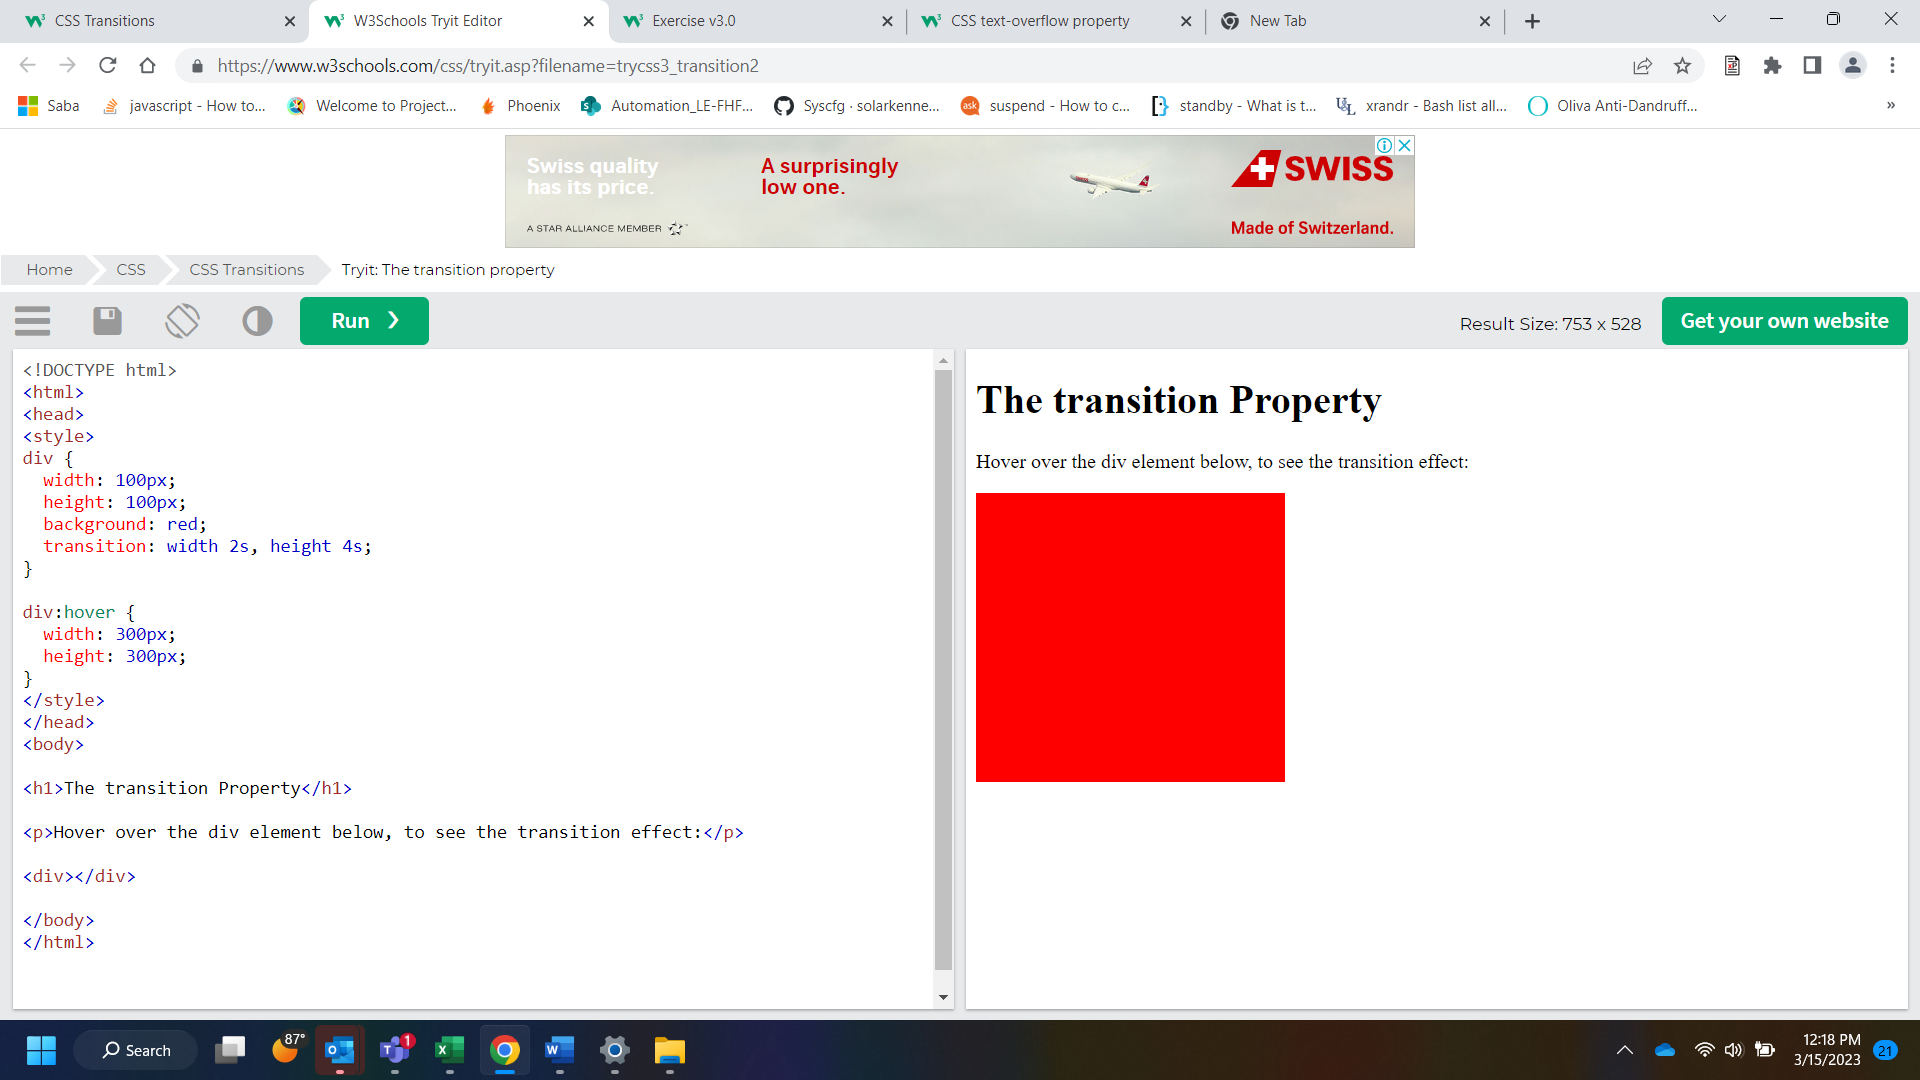 CSS Transitions
W3Schools Tryit Editor
Exercise v3.0
CSS text-overflow property
New Tab
https://www.w3schools.com/css/tryit.asp?filename=trycss3_transition2
Saba
javascript - How to...
Welcome to Project...
Phoenix
Automation_LE-FHF...
Syscfg · solarkenne...
ask
suspend - How to c...
standby - What is t...
xrandr - Bash list all...
Oliva Anti-Dandruff...
»
Swiss quality
has its price.
A surprisingly
low one.
SWISS
A STAR ALLIANCE MEMBER
Made of Switzerland.
Home
CSS
CSS Transitions
Tryit: The transition property
Run ❯
Result Size: 753 x 528
Get your own website
<!DOCTYPE html>
<html>
<head>
<style>
div {
  width: 100px;
  height: 100px;
  background: red;
  transition: width 2s, height 4s;
}
div:hover {
  width: 300px;
  height: 300px;
}
</style>
</head>
<body>
<h1>The transition Property</h1>
<p>Hover over the div element below, to see the transition effect:</p>
<div></div>
</body>
</html>
The transition Property
Hover over the div element below, to see the transition effect:
Search
87°
1
12:18 PM
3/15/2023
21